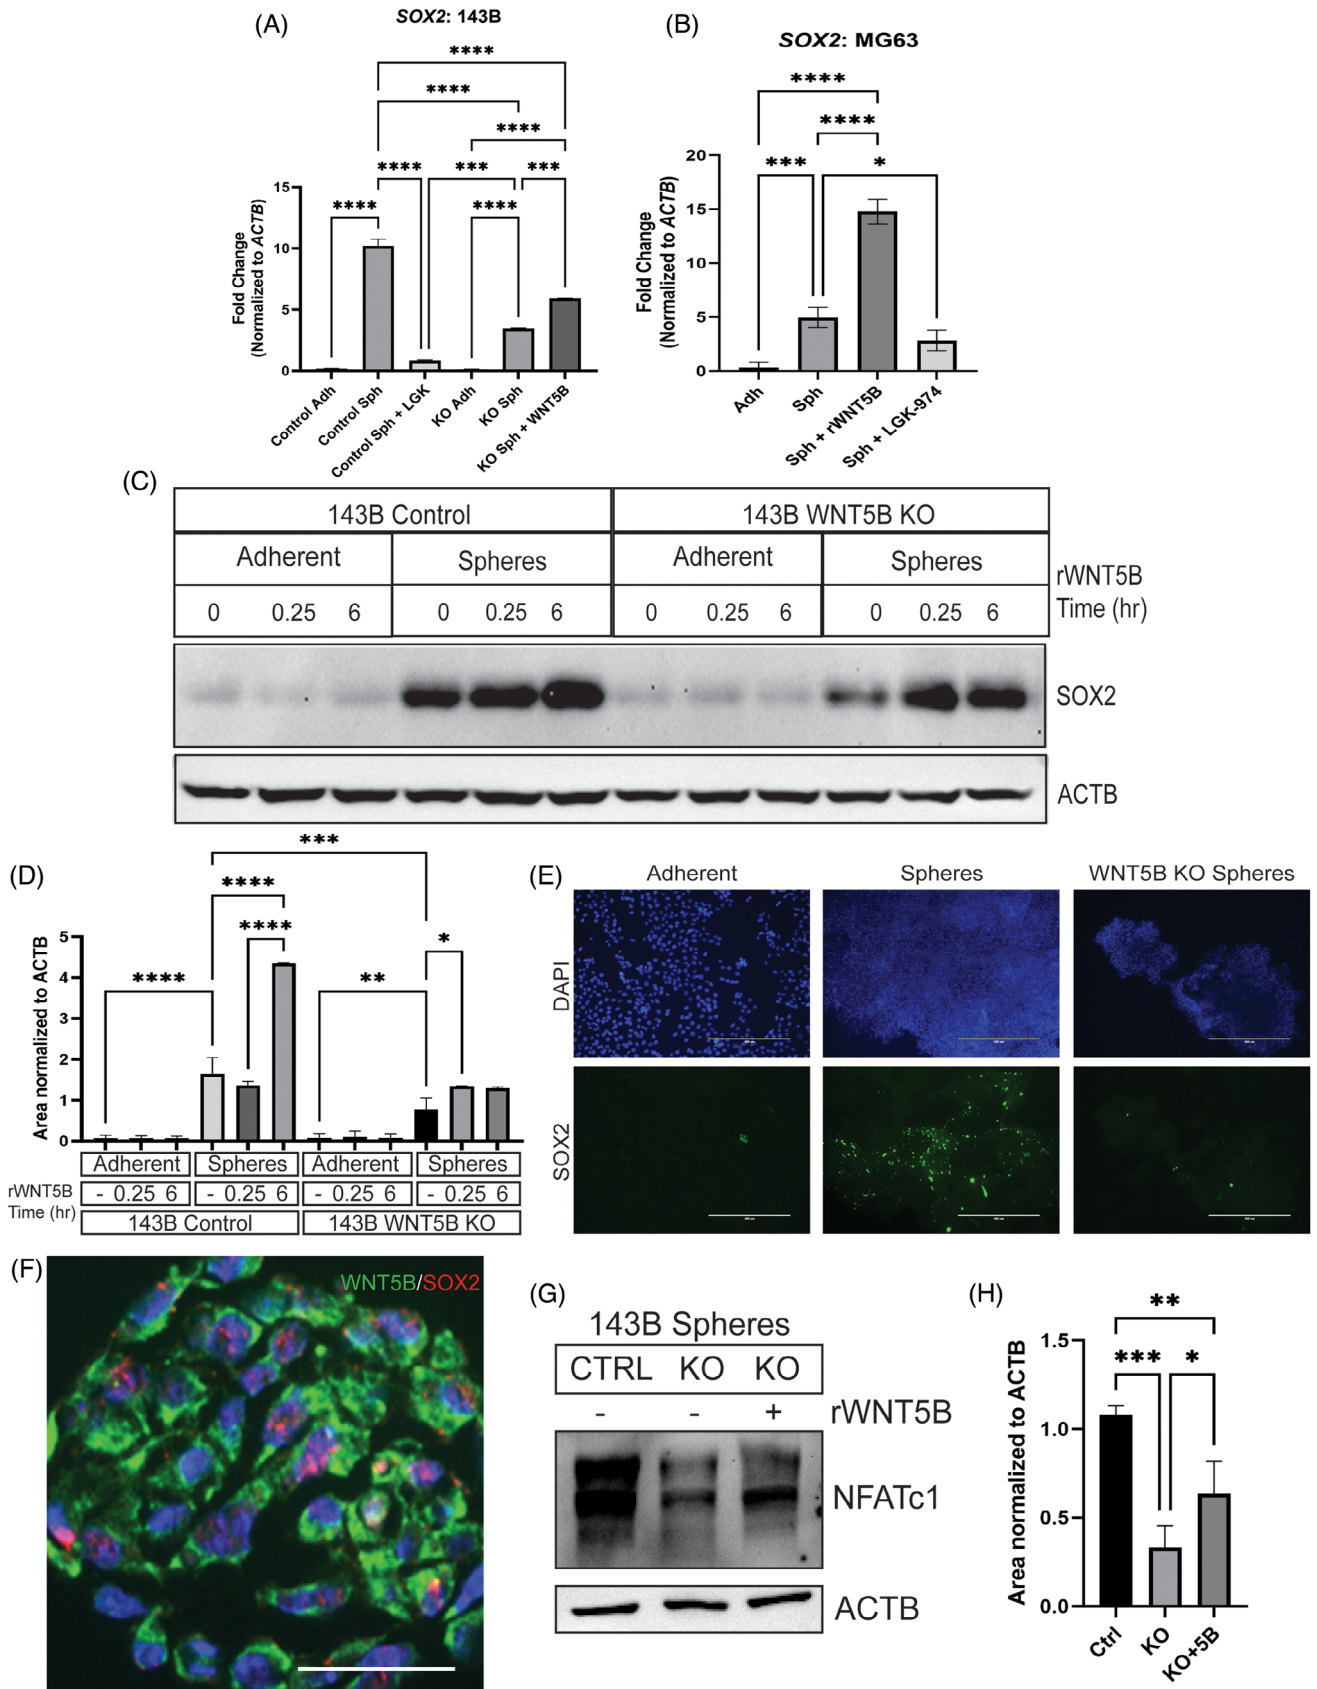 (A)
SOX2: 143B
****
****
****
**** *** ***
**** ****
Fold Change
(Normalized to ACTB)
15
10
5
0
Control Adh
Control Sph
Control Sph + LGK
KO Adh
KO Sph
KO Sph + WNT5B
(B)
SOX2: MG63
****
****
*** *
Fold Change
(Normalized to ACTB)
20
15
10
5
0
Adh
Sph
Sph + rWNT5B
Sph + LGK-974
(C)
143B Control 143B WNT5B KO
Adherent Spheres Adherent Spheres
rWNT5B
Time (hr)
0 0.25 6 0 0.25 6 0 0.25 6 0 0.25 6
SOX2
ACTB
(D)
***
****
****
*
**** **
Area normalized to ACTB
5
4
3
2
1
0
Adherent Spheres Adherent Spheres
rWNT5B
Time (hr)
- 0.25 6 - 0.25 6 - 0.25 6 - 0.25 6
143B Control 143B WNT5B KO
(E)
Adherent Spheres WNT5B KO Spheres
DAPI
SOX2
(F)
WNT5B/SOX2
(G)
143B Spheres
CTRL KO KO
- - + rWNT5B
NFATc1
ACTB
(H)
**
*** *
Area normalized to ACTB
1.5
1.0
0.5
0.0
Ctrl
KO
KO+5B